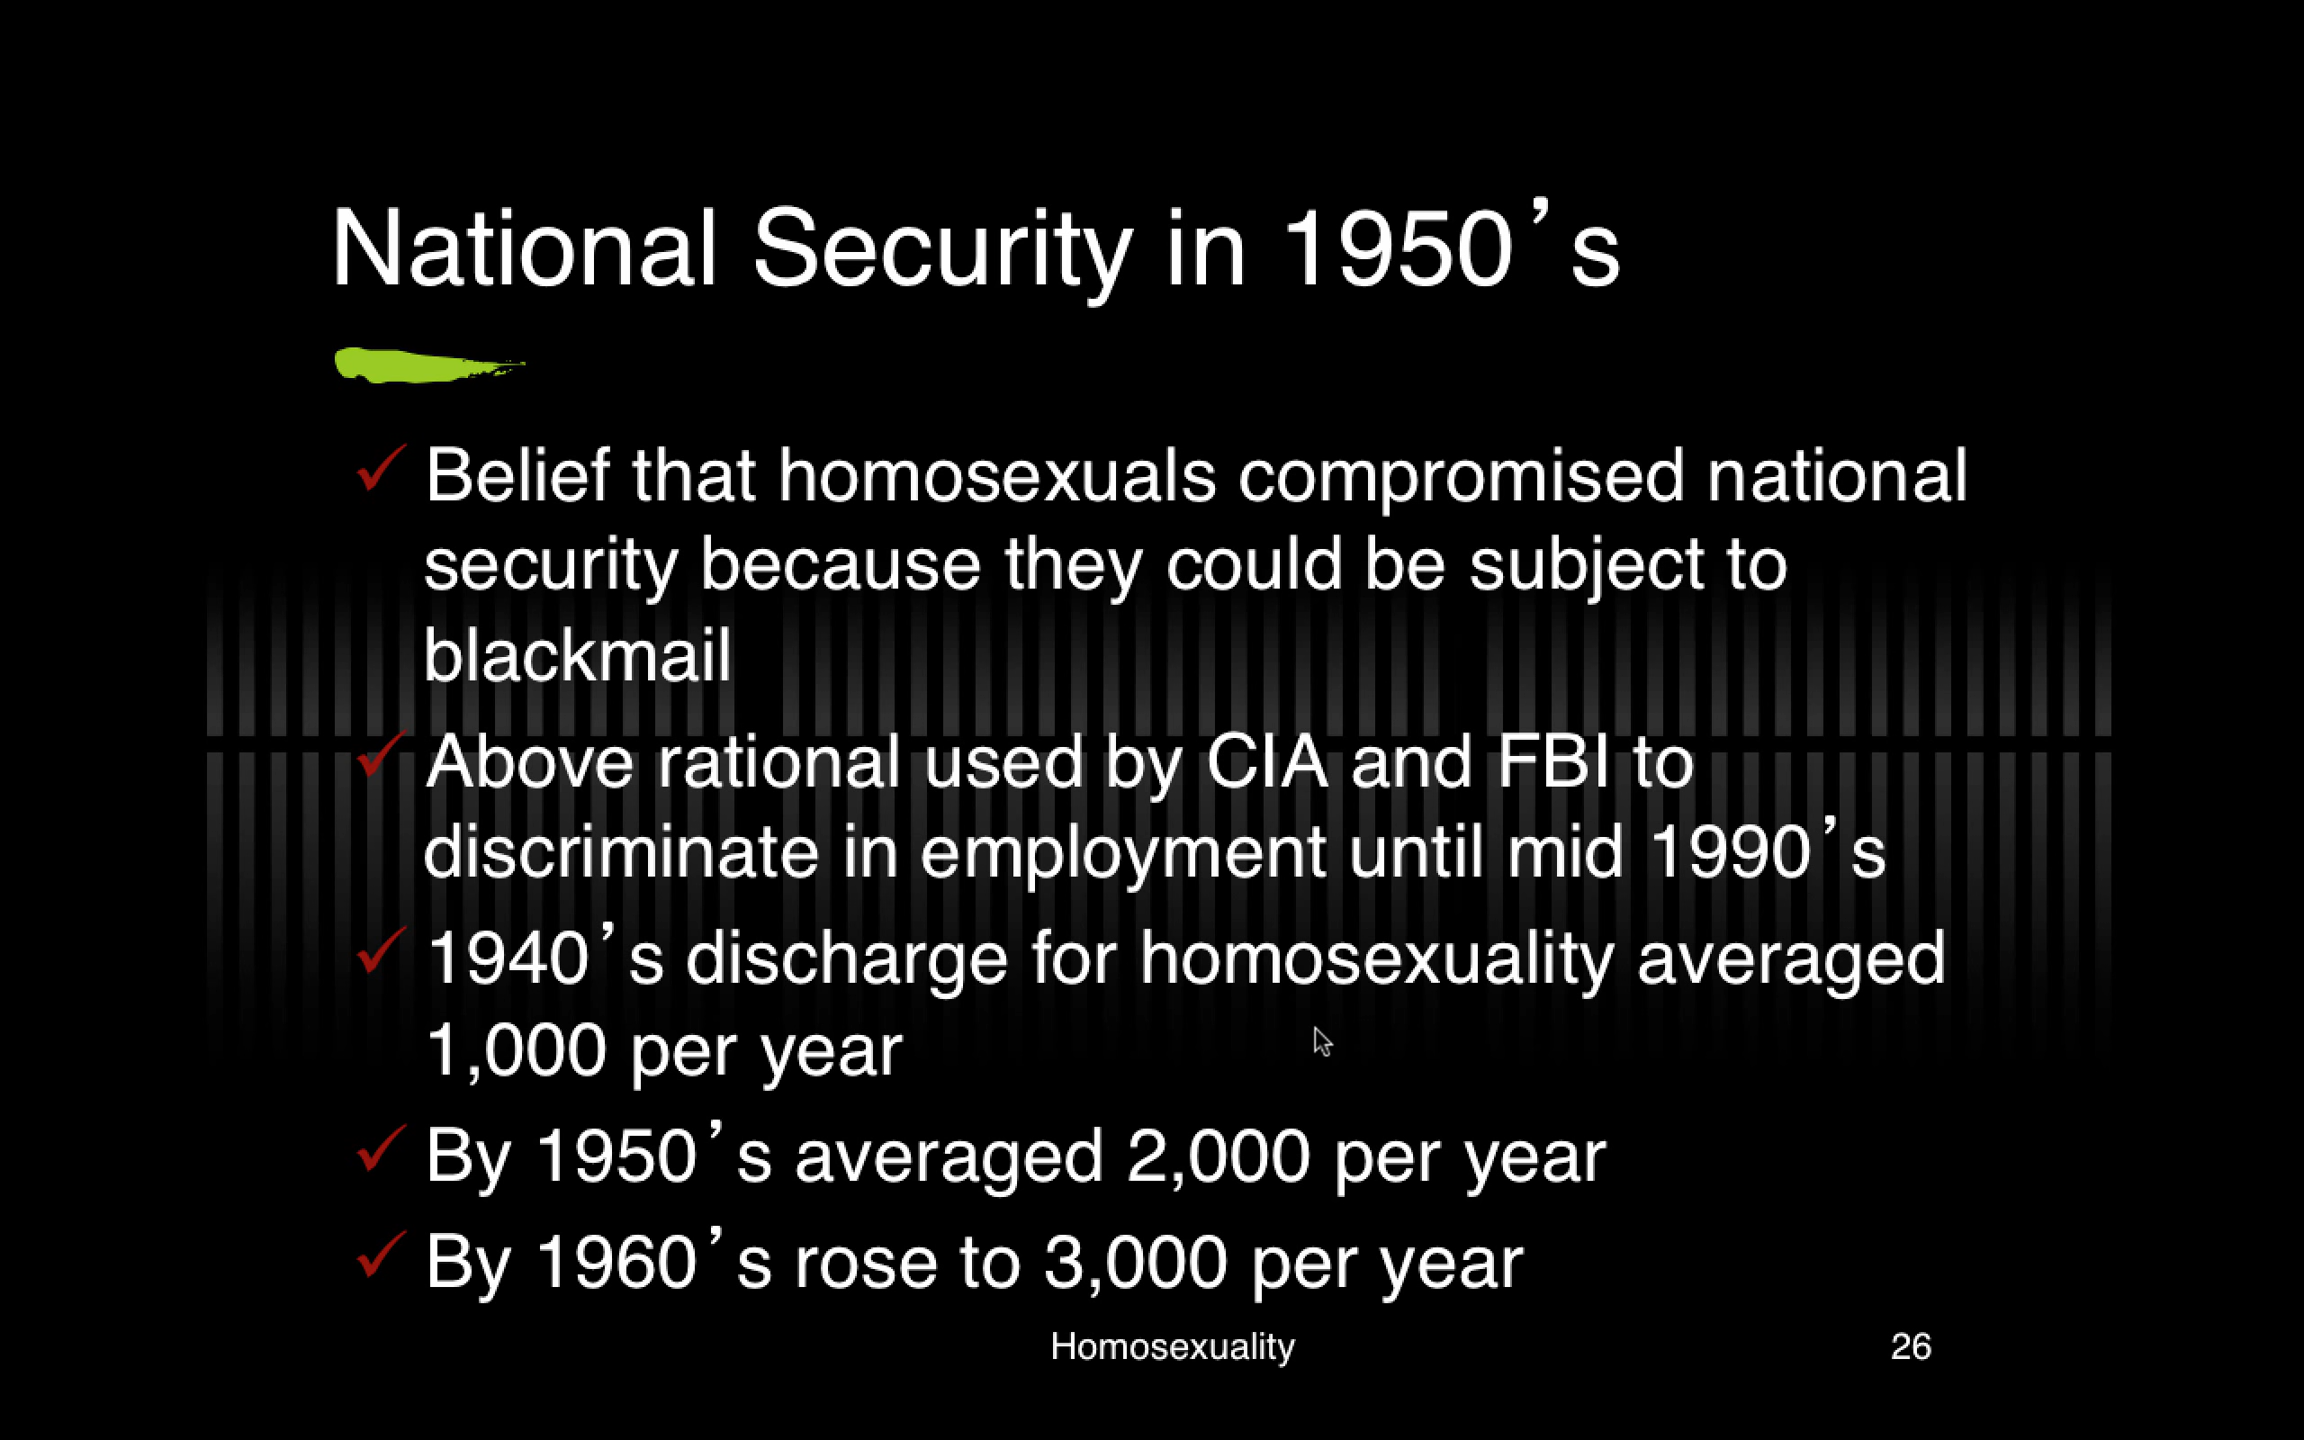 National Security in 1950’s
✓ Belief that homosexuals compromised national
security because they could be subject to
blackmail
✓ Above rational used by CIA and FBI to
discriminate in employment until mid 1990’s
✓ 1940’s discharge for homosexuality averaged
1,000 per year
✓ By 1950’s averaged 2,000 per year
✓ By 1960’s rose to 3,000 per year
Homosexuality
26